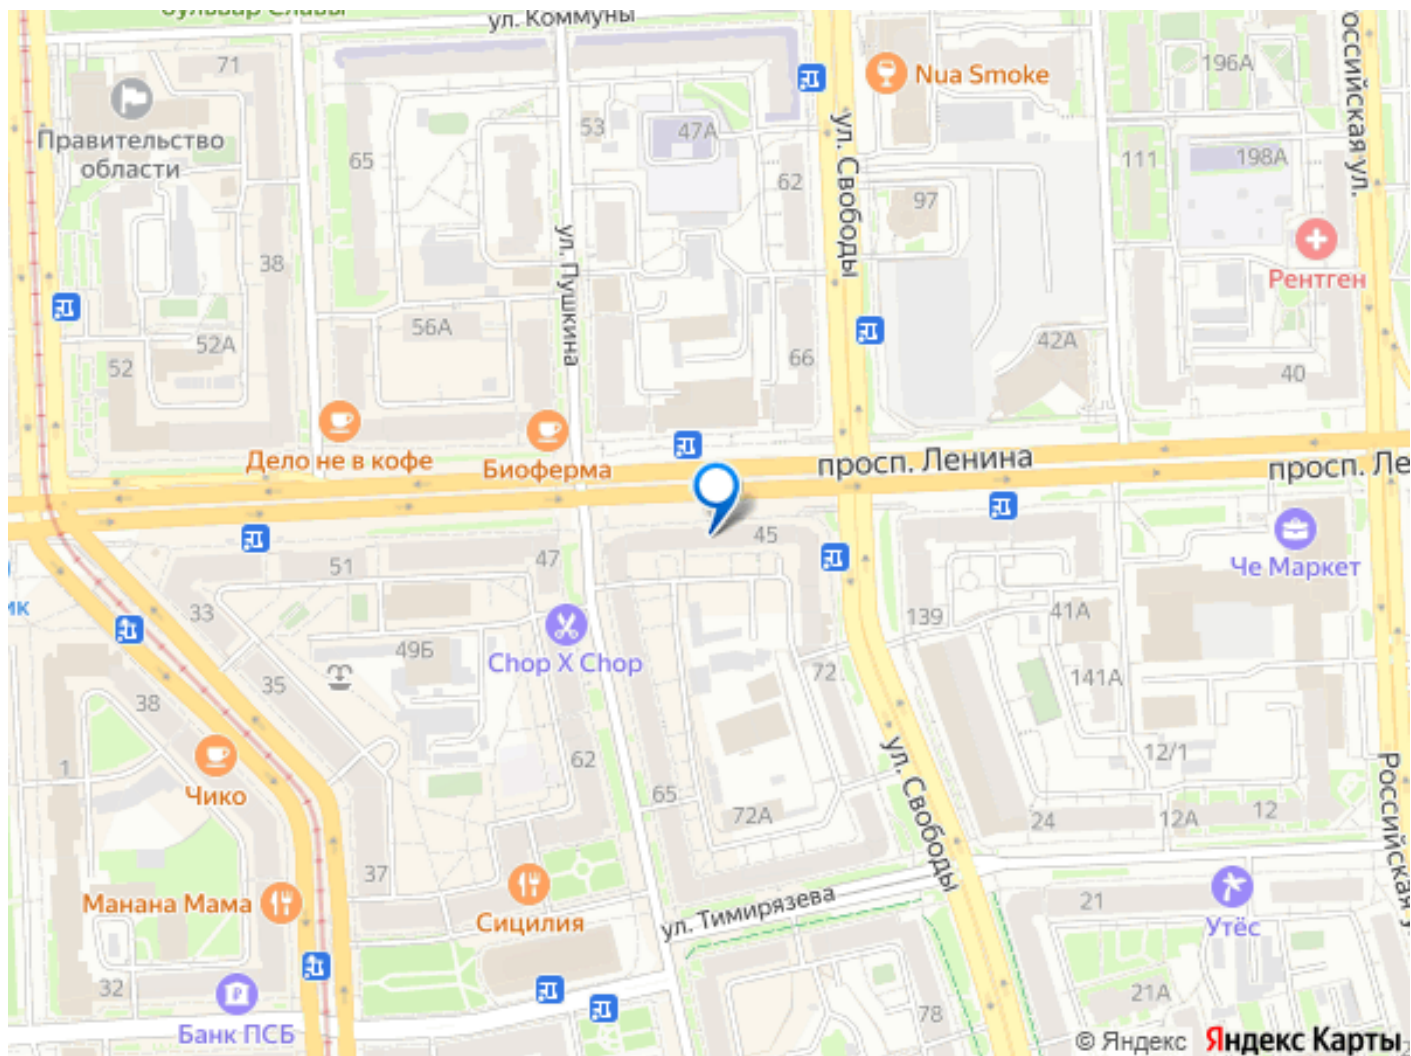 бульвар Славы
ул. Коммуны
71
Правительство
области
65
53
47А
62
Nua Smoke
196А
Российская ул.
ул. Свободы
111
198А
97
Рентген
38
ул. Пушкина
56А
52А
52
66
42А
40
Дело не в кофе
Биоферма
просп. Ленина
просп. Ле
45
51
47
33
Че Маркет
ик
49Б
Chop X Chop
139
41А
35
72
141А
38
1
Чико
62
65
72А
ул. Свободы
12/1
24
12А
12
Российская у
37
Манана Мама
Сицилия
ул. Тимирязева
21
Утёс
32
Банк ПСБ
78
21А
© Яндекс
Яндекс Карты